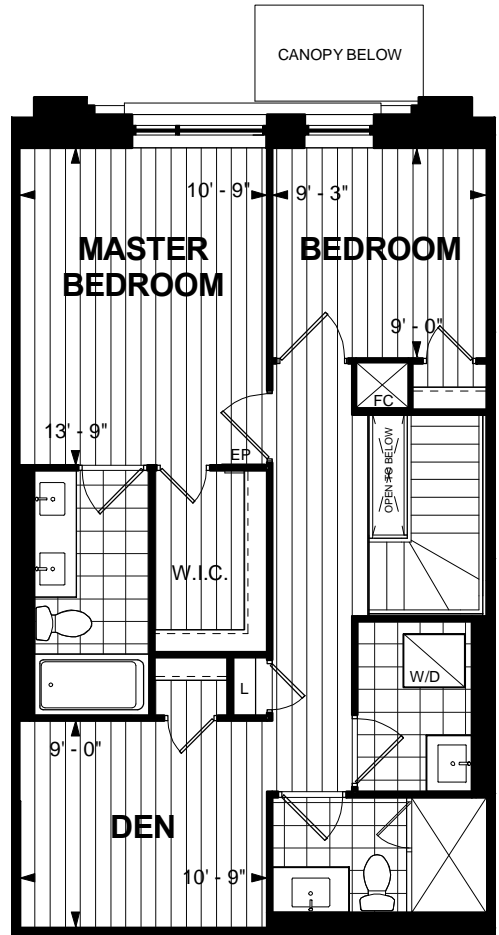 CANOPY BELOW
10' - 9"
9' - 3"
MASTER
BEDROOM
BEDROOM
9' - 0"
FC
13' - 9"
EP
OPEN TO BELOW
W.I.C.
W/D
L
9' - 0"
DEN
10' - 9"